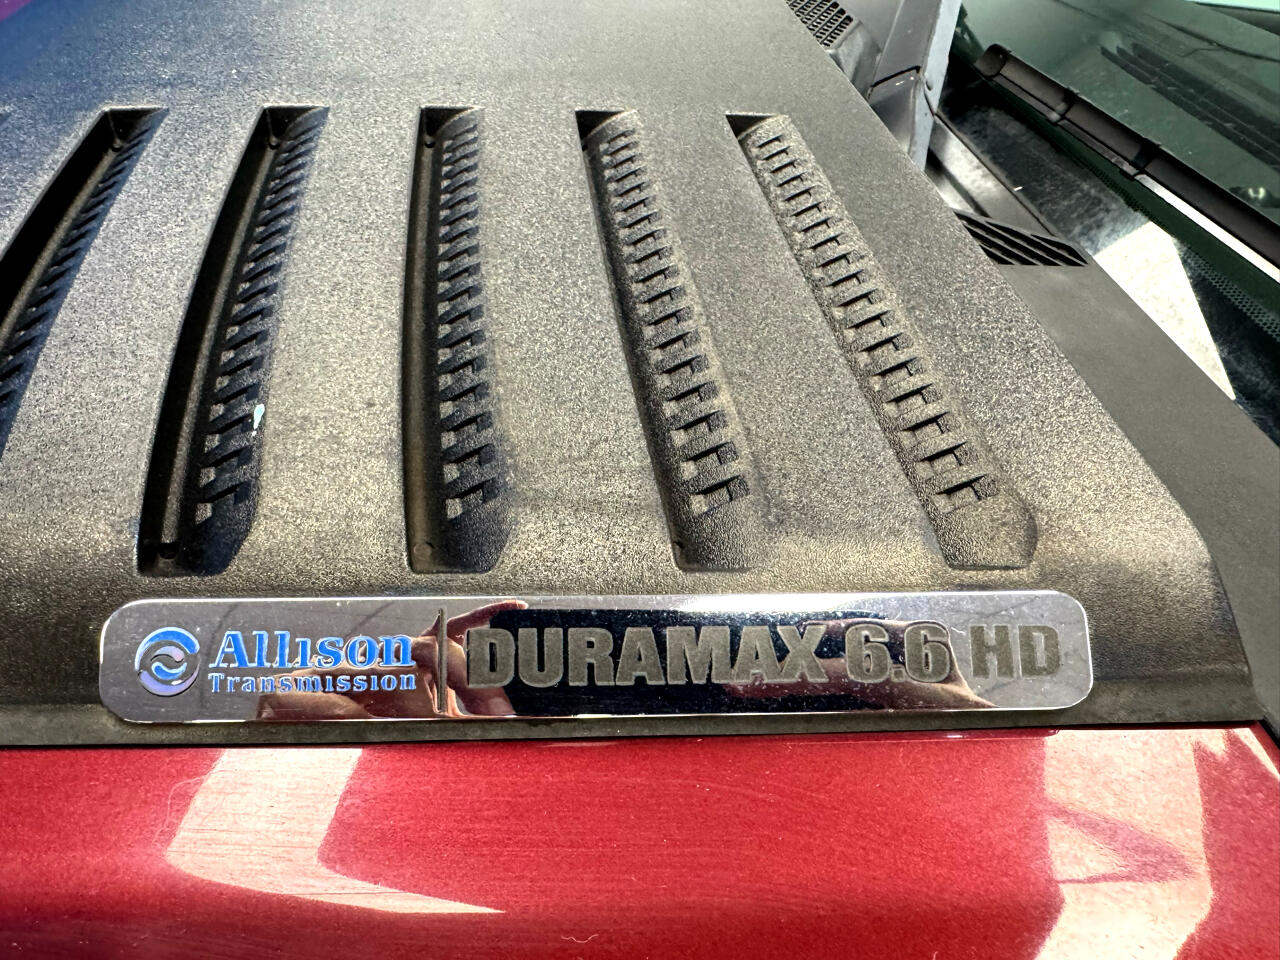 Allison
Transmission
DURAMAX 6.6 HD